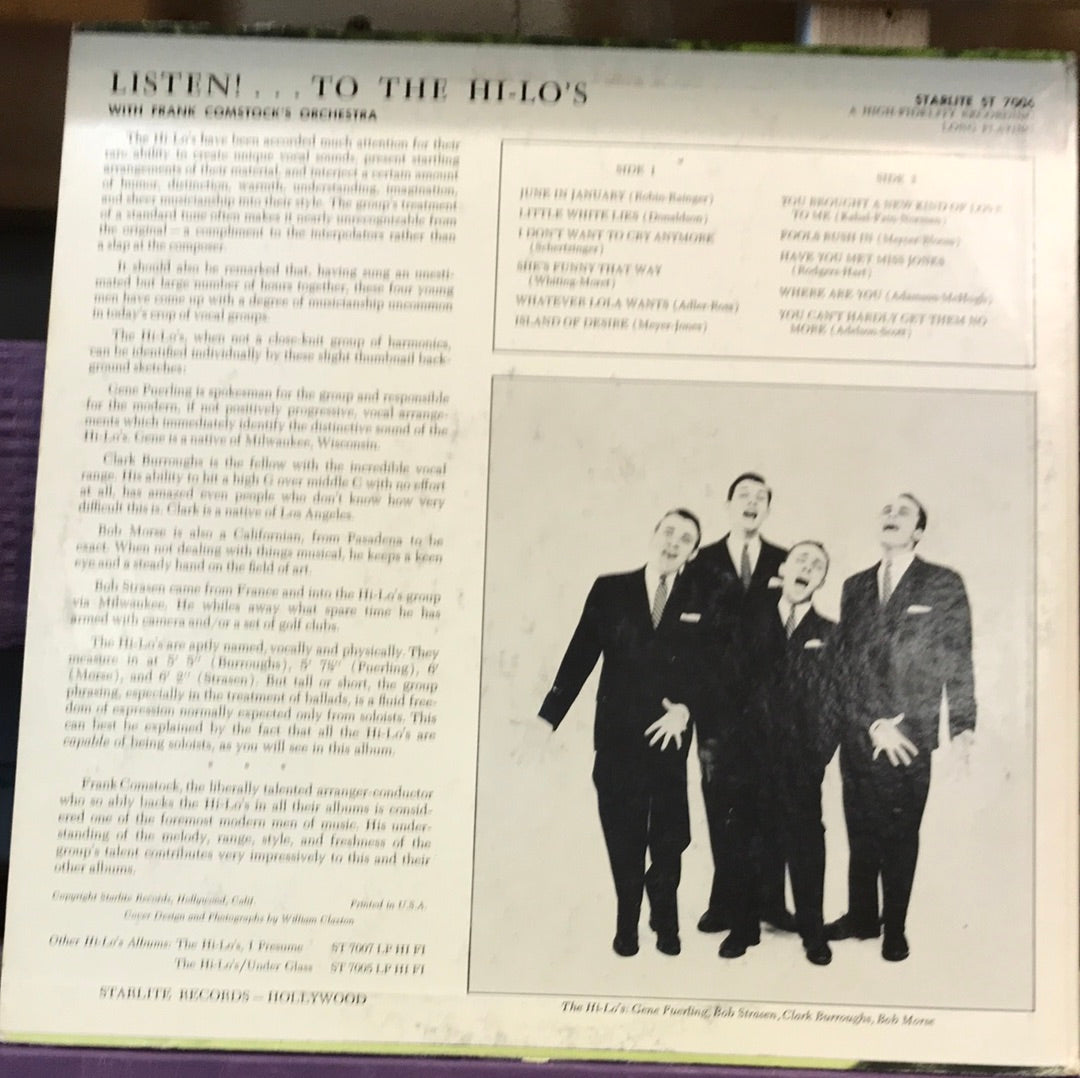 LISTEN! . . . TO THE HI-LO'S
WITH FRANK COMSTOCK'S ORCHESTRA
STARLITE ST 7006
A HIGH-FIDELITY RECORDING
LONG PLAYING
The Hi-Lo's have been accorded much attention for their
rare ability to create unique vocal sounds, present startling
arrangements of their material, and interject a certain amount
of humor, distinction, warmth, understanding, imagination,
and sheer musicianship into their style. The group's treatment
of a standard tune often makes it nearly unrecognizable from
the original — a compliment to the interpolators rather than
a slap at the composer.
It should also be remarked that, having sung an unesti-
mated but large number of hours together, these four young
men have come up with a degree of musicianship uncommon
in today's crop of vocal groups.
The Hi-Lo's, when not a close-knit group of harmonics,
can be identified individually by these slight thumbnail back-
ground sketches:
Gene Puerling is spokesman for the group and responsible
for the modern, if not positively progressive, vocal arrange-
ments which immediately identify the distinctive sound of the
Hi-Lo's. Gene is a native of Milwaukee, Wisconsin.
Clark Burroughs is the fellow with the incredible vocal
range. His ability to hit a high G over middle C with no effort
at all, has amazed even people who don't know how very
difficult this is. Clark is a native of Los Angeles.
Bob Morse is also a Californian, from Pasadena to be
exact. When not dealing with things musical, he keeps a keen
eye and a steady hand on the field of art.
Bob Strasen came from France and into the Hi-Lo's group
via Milwaukee. He whiles away what spare time he has
armed with camera and/or a set of golf clubs.
The Hi-Lo's are aptly named, vocally and physically. They
measure in at 5' 5" (Burroughs), 5' 7½" (Puerling), 6'
(Morse), and 6' 2" (Strasen). But tall or short, the group
phrasing, especially in the treatment of ballads, is a fluid free-
dom of expression normally expected only from soloists. This
can best be explained by the fact that all the Hi-Lo's are
capable of being soloists, as you will see in this album.
* * *
Frank Comstock, the liberally talented arranger-conductor
who so ably backs the Hi-Lo's in all their albums is consid-
ered one of the foremost modern men of music. His under-
standing of the melody, range, style, and freshness of the
group's talent contributes very impressively to this and their
other albums.
Copyright Starlite Records, Hollywood, Calif. Printed in U.S.A.
Cover Design and Photographs by William Claxton
Other Hi-Lo's Albums: The Hi-Lo's, I Presume ST 7007 LP HI FI
The Hi-Lo's/Under Glass ST 7005 LP HI FI
STARLITE RECORDS — HOLLYWOOD
SIDE 1
JUNE IN JANUARY (Robin-Rainger)
LITTLE WHITE LIES (Donaldson)
I DON'T WANT TO CRY ANYMORE
(Schertzinger)
SHE'S FUNNY THAT WAY
(Whiting-Moret)
WHATEVER LOLA WANTS (Adler-Ross)
ISLAND OF DESIRE (Meyer-Jones)
SIDE 2
YOU BROUGHT A NEW KIND OF LOVE
TO ME (Kahal-Fain-Norman)
FOOLS RUSH IN (Mercer-Bloom)
HAVE YOU MET MISS JONES
(Rodgers-Hart)
WHERE ARE YOU (Adamson-McHugh)
YOU CAN'T HARDLY GET THEM NO
MORE (Adelson-Scott)
The Hi-Lo's: Gene Puerling, Bob Strasen, Clark Burroughs, Bob Morse